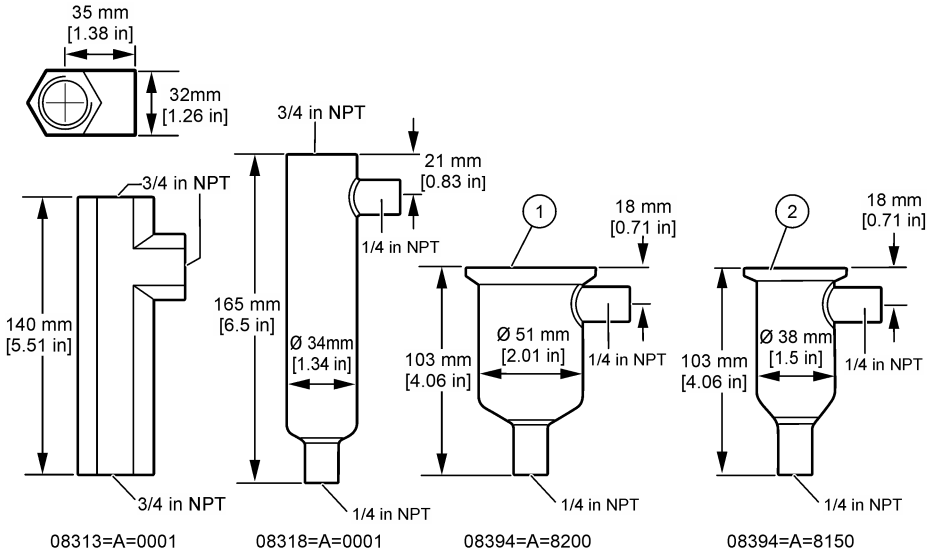 35 mm
[1.38 in]
32mm
[1.26 in]
3/4 in NPT
140 mm
[5.51 in]
3/4 in NPT
08313=A=0001
3/4 in NPT
21 mm
[0.83 in]
1/4 in NPT
165 mm
[6.5 in]
Ø 34mm
[1.34 in]
1/4 in NPT
08318=A=0001
1
18 mm
[0.71 in]
Ø 51 mm
[2.01 in]
103 mm
[4.06 in]
1/4 in NPT
1/4 in NPT
08394=A=8200
2
18 mm
[0.71 in]
Ø 38 mm
[1.5 in]
103 mm
[4.06 in]
1/4 in NPT
1/4 in NPT
08394=A=8150